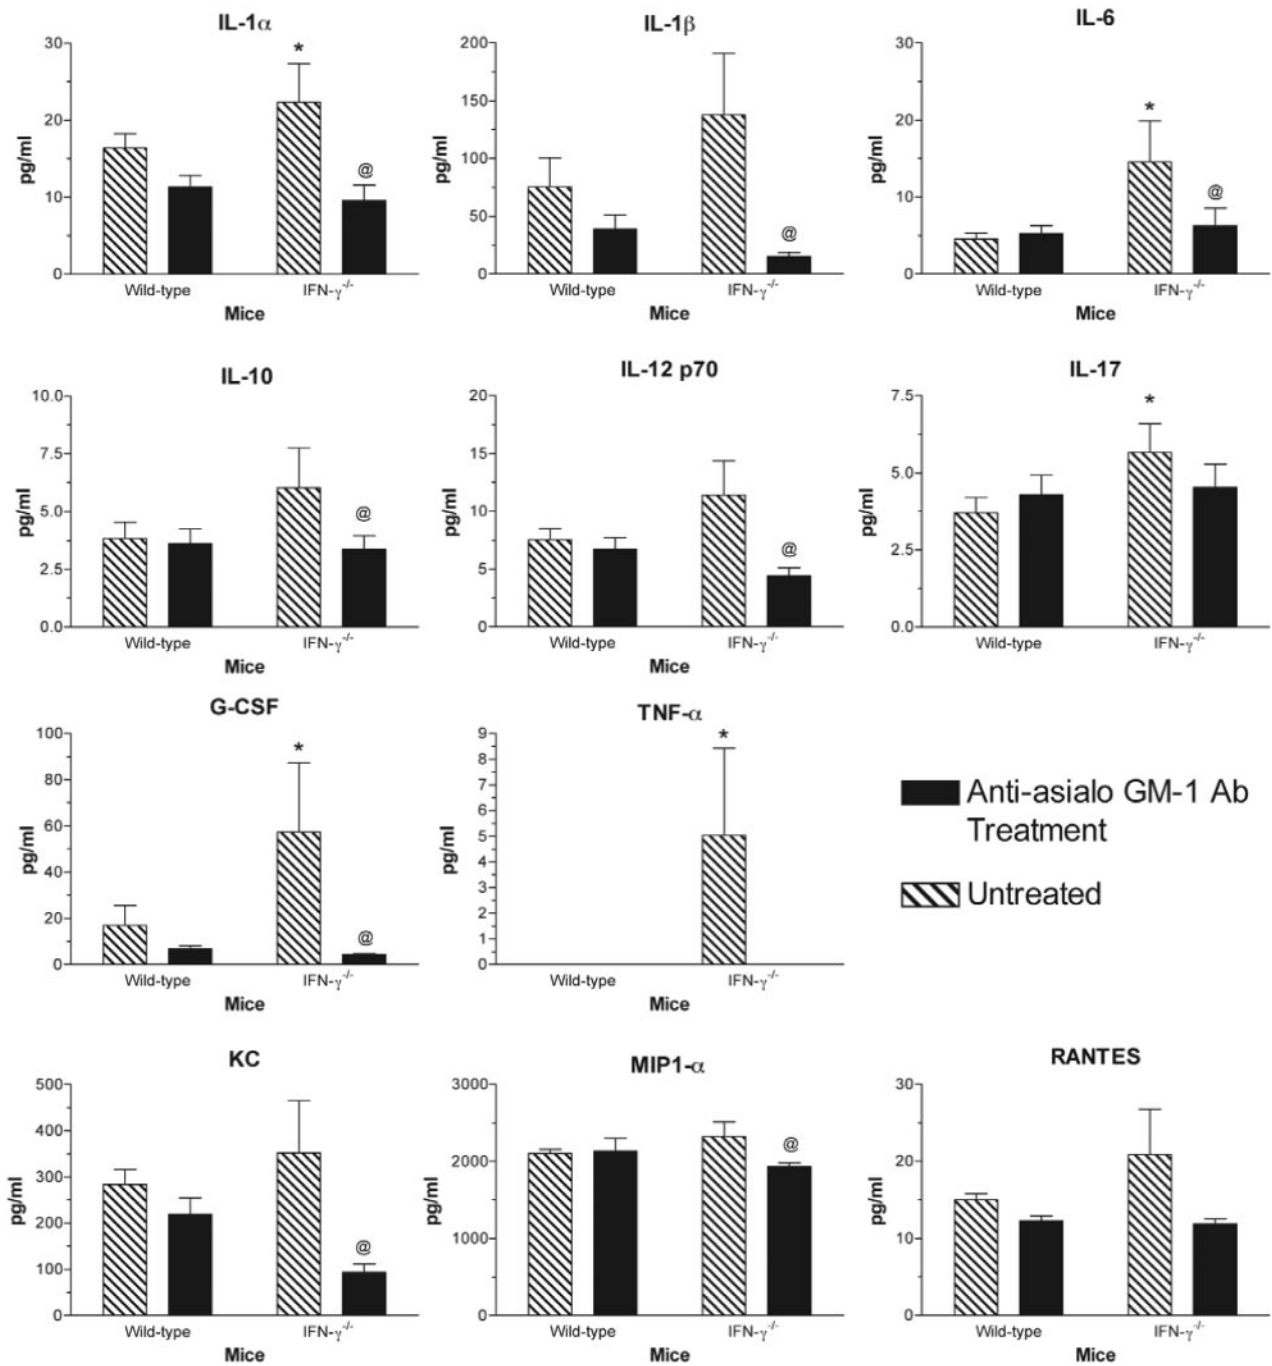 IL-1α
pg/ml
30
20
10
0
*
@
Wild-type
IFN-γ-/-
Mice
IL-1β
pg/ml
200
150
100
50
0
@
Wild-type
IFN-γ-/-
Mice
IL-6
pg/ml
30
20
10
0
*
@
Wild-type
IFN-γ-/-
Mice
IL-10
pg/ml
10.0
7.5
5.0
2.5
0.0
@
Wild-type
IFN-γ-/-
Mice
IL-12 p70
pg/ml
20
15
10
5
0
@
Wild-type
IFN-γ-/-
Mice
IL-17
pg/ml
7.5
5.0
2.5
0.0
*
Wild-type
IFN-γ-/-
Mice
G-CSF
pg/ml
100
80
60
40
20
0
*
@
Wild-type
IFN-γ-/-
Mice
TNF-α
pg/ml
9
8
7
6
5
4
3
2
1
0
*
Wild-type
IFN-γ-/-
Mice
Anti-asialo GM-1 Ab
Treatment
Untreated
KC
pg/ml
500
400
300
200
100
0
@
Wild-type
IFN-γ-/-
Mice
MIP1-α
pg/ml
3000
2000
1000
0
@
Wild-type
IFN-γ-/-
Mice
RANTES
pg/ml
30
20
10
0
Wild-type
IFN-γ-/-
Mice